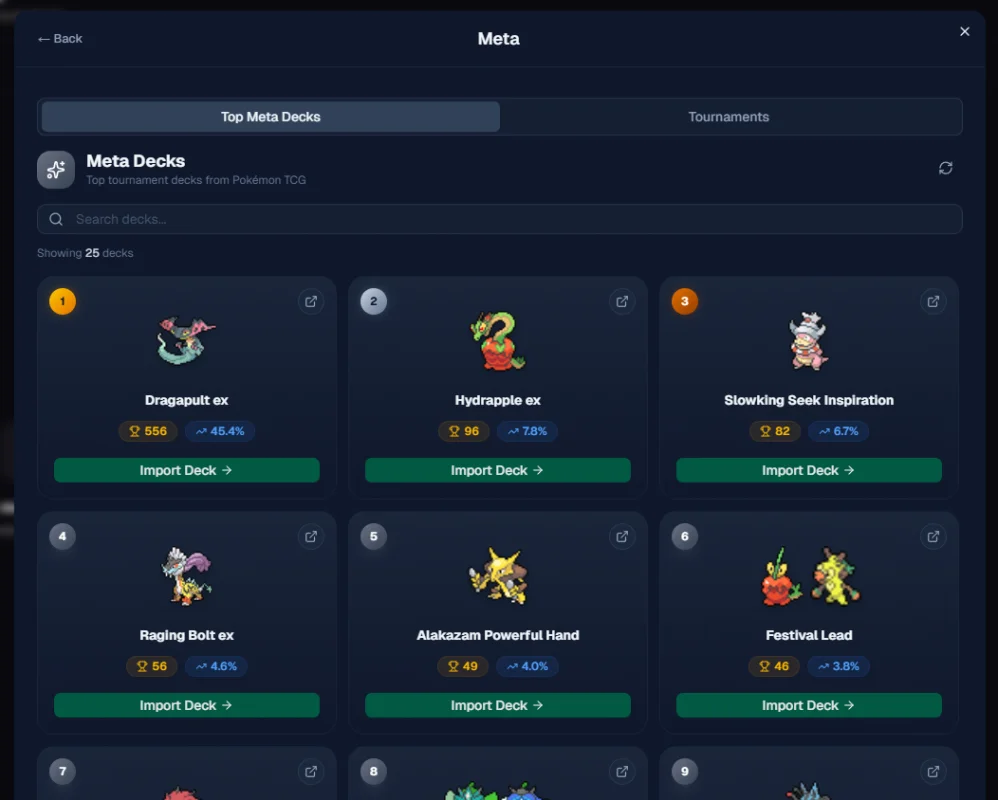 ← Back
Meta
Top Meta Decks
Tournaments
Meta Decks
Top tournament decks from Pokémon TCG
Search decks...
Showing 25 decks
1
Dragapult ex
556
45.4%
Import Deck →
2
Hydrapple ex
96
7.8%
Import Deck →
3
Slowking Seek Inspiration
82
6.7%
Import Deck →
4
Raging Bolt ex
56
4.6%
Import Deck →
5
Alakazam Powerful Hand
49
4.0%
Import Deck →
6
Festival Lead
46
3.8%
Import Deck →
7
8
9